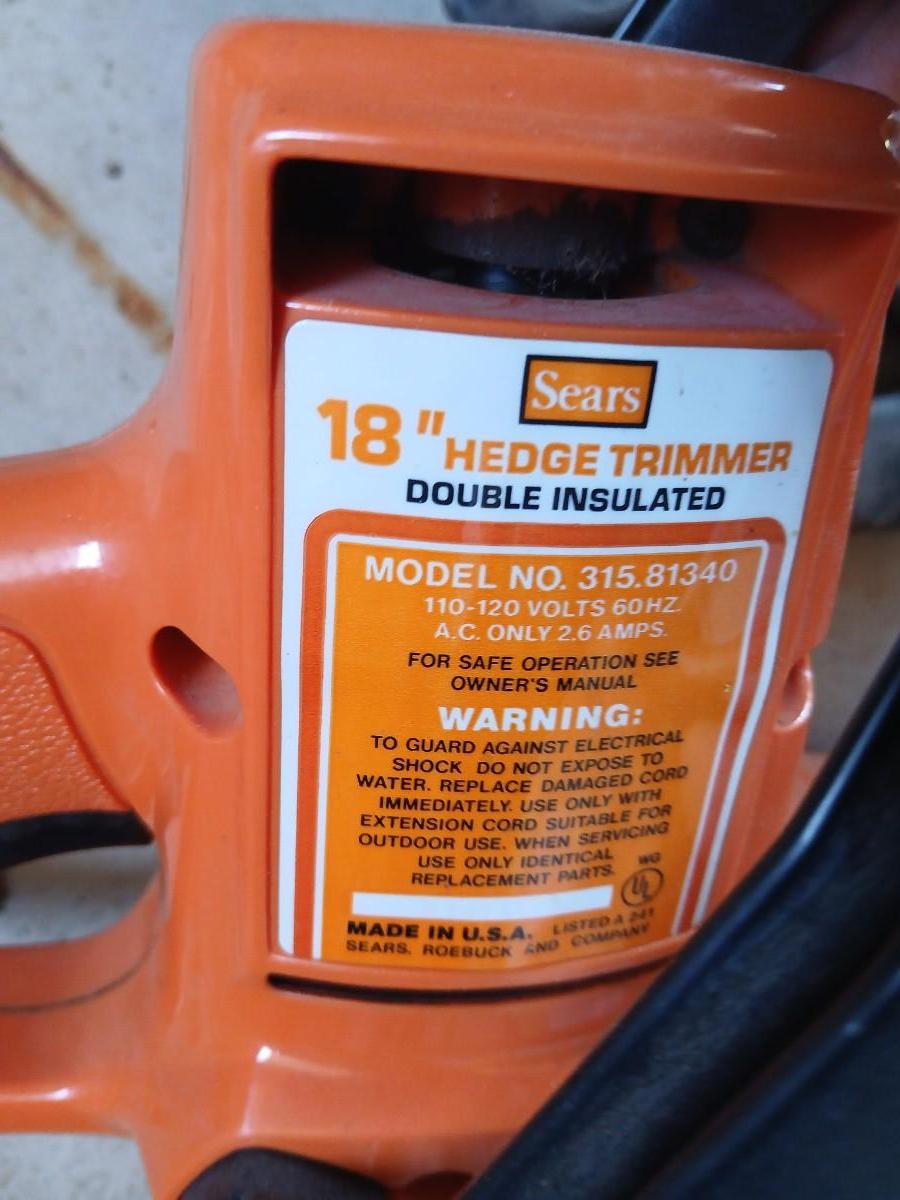 Sears
18" HEDGE TRIMMER
DOUBLE INSULATED
MODEL NO. 315.81340
110-120 VOLTS 60HZ.
A.C. ONLY 2.6 AMPS.
FOR SAFE OPERATION SEE
OWNER'S MANUAL
WARNING:
TO GUARD AGAINST ELECTRICAL
SHOCK DO NOT EXPOSE TO
WATER. REPLACE DAMAGED CORD
IMMEDIATELY. USE ONLY WITH
EXTENSION CORD SUITABLE FOR
OUTDOOR USE. WHEN SERVICING
USE ONLY IDENTICAL
REPLACEMENT PARTS.
WG
UL
MADE IN U.S.A. LISTED A 241
SEARS, ROEBUCK AND COMPANY